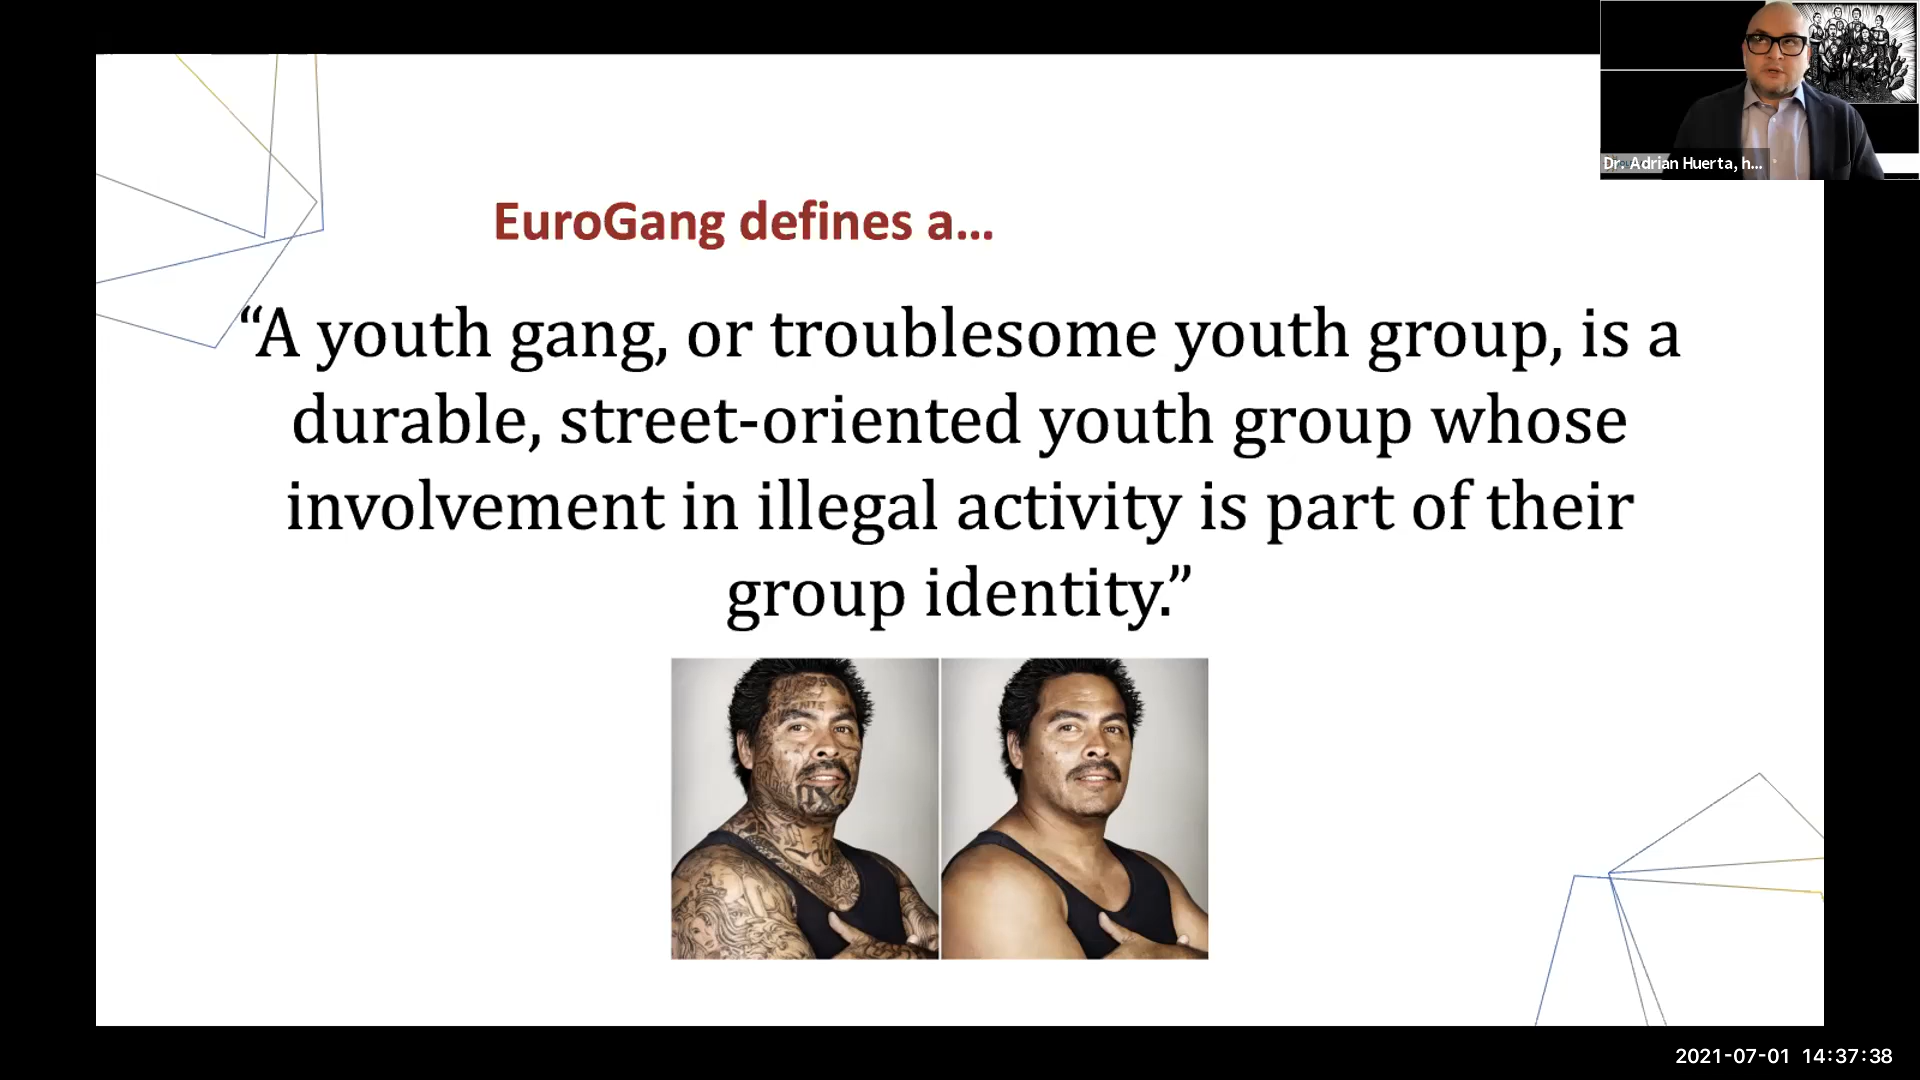 Dr. Adrian Huerta, h...
EuroGang defines a...
“A youth gang, or troublesome youth group, is a
durable, street-oriented youth group whose
involvement in illegal activity is part of their
group identity.”
2021-07-01 14:37:38